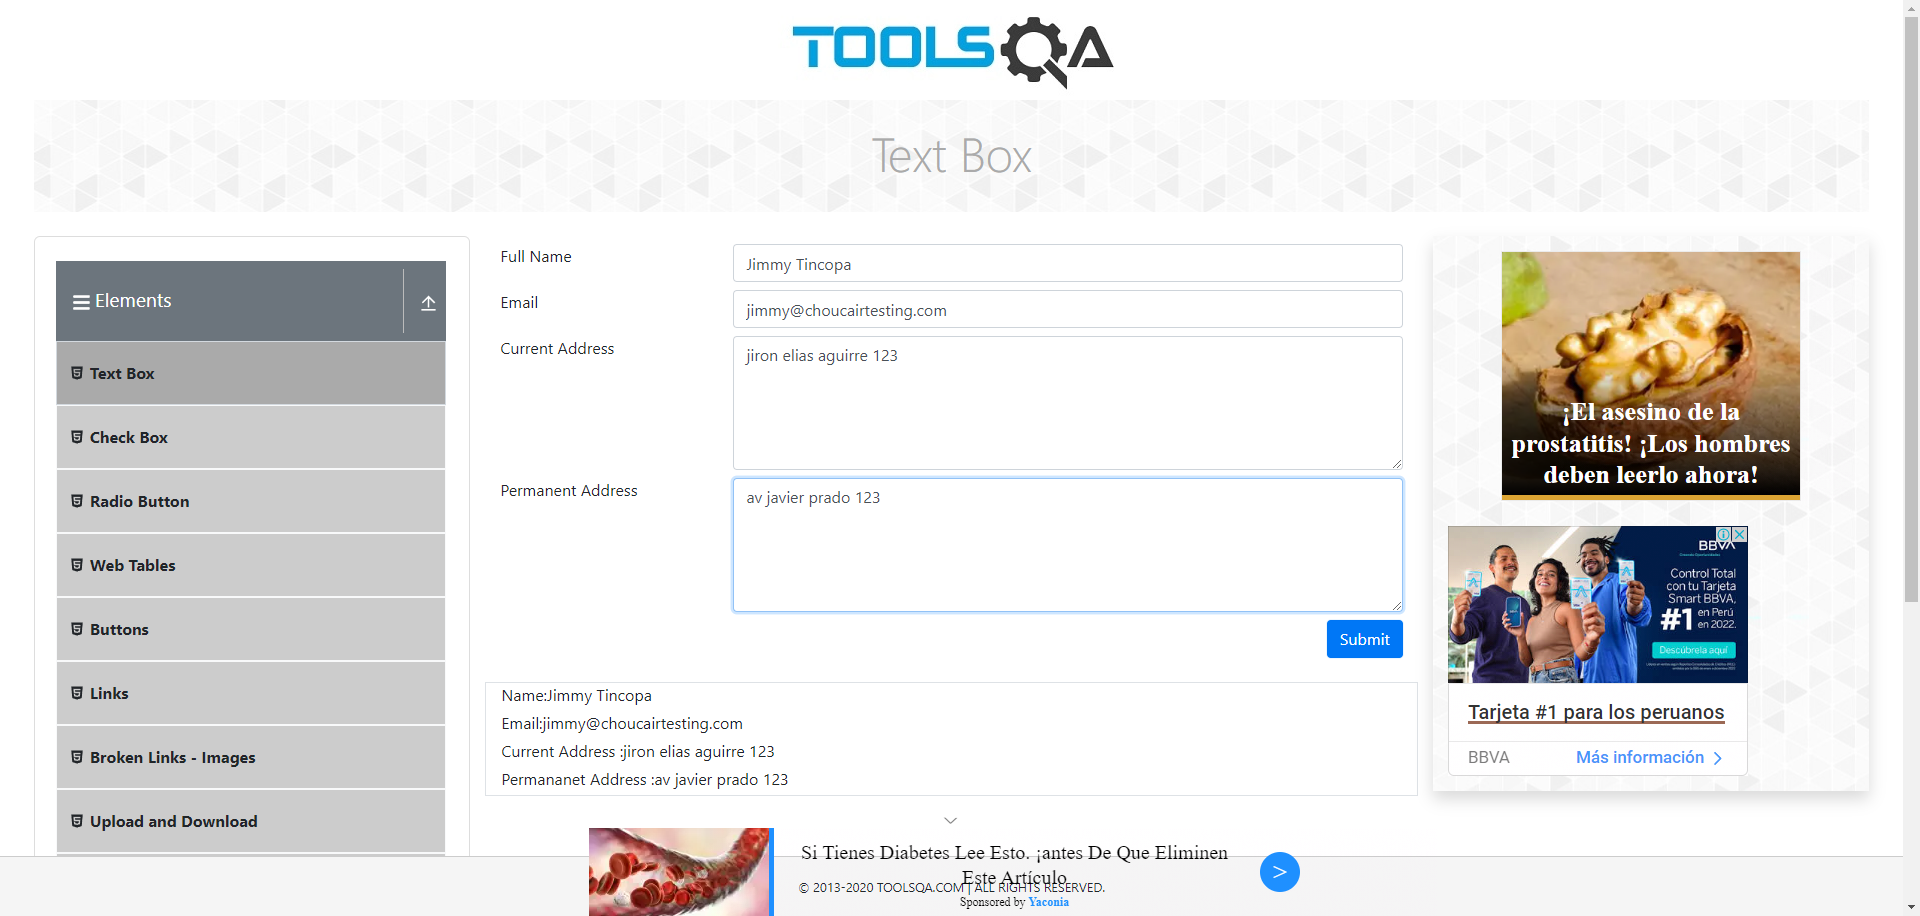 TOOLSQA
Text Box
Elements
Text Box
Check Box
Radio Button
Web Tables
Buttons
Links
Broken Links - Images
Upload and Download
Full Name
Jimmy Tincopa
Email
jimmy@choucairtesting.com
Current Address
jiron elias aguirre 123
Permanent Address
av javier prado 123
Submit
Name:Jimmy Tincopa
Email:jimmy@choucairtesting.com
Current Address :jiron elias aguirre 123
Permananet Address :av javier prado 123
¡El asesino de la
prostatitis! ¡Los hombres
deben leerlo ahora!
BBVA
Control Total
con tu Tarjeta
Smart BBVA,
#1 en Perú
en 2022.
Descúbrela aquí
Tarjeta #1 para los peruanos
BBVA
Más información
Si Tienes Diabetes Lee Esto. ¡antes De Que Eliminen
Este Artículo
© 2013-2020 TOOLSQA.COM | ALL RIGHTS RESERVED.
Sponsored by Yaconia